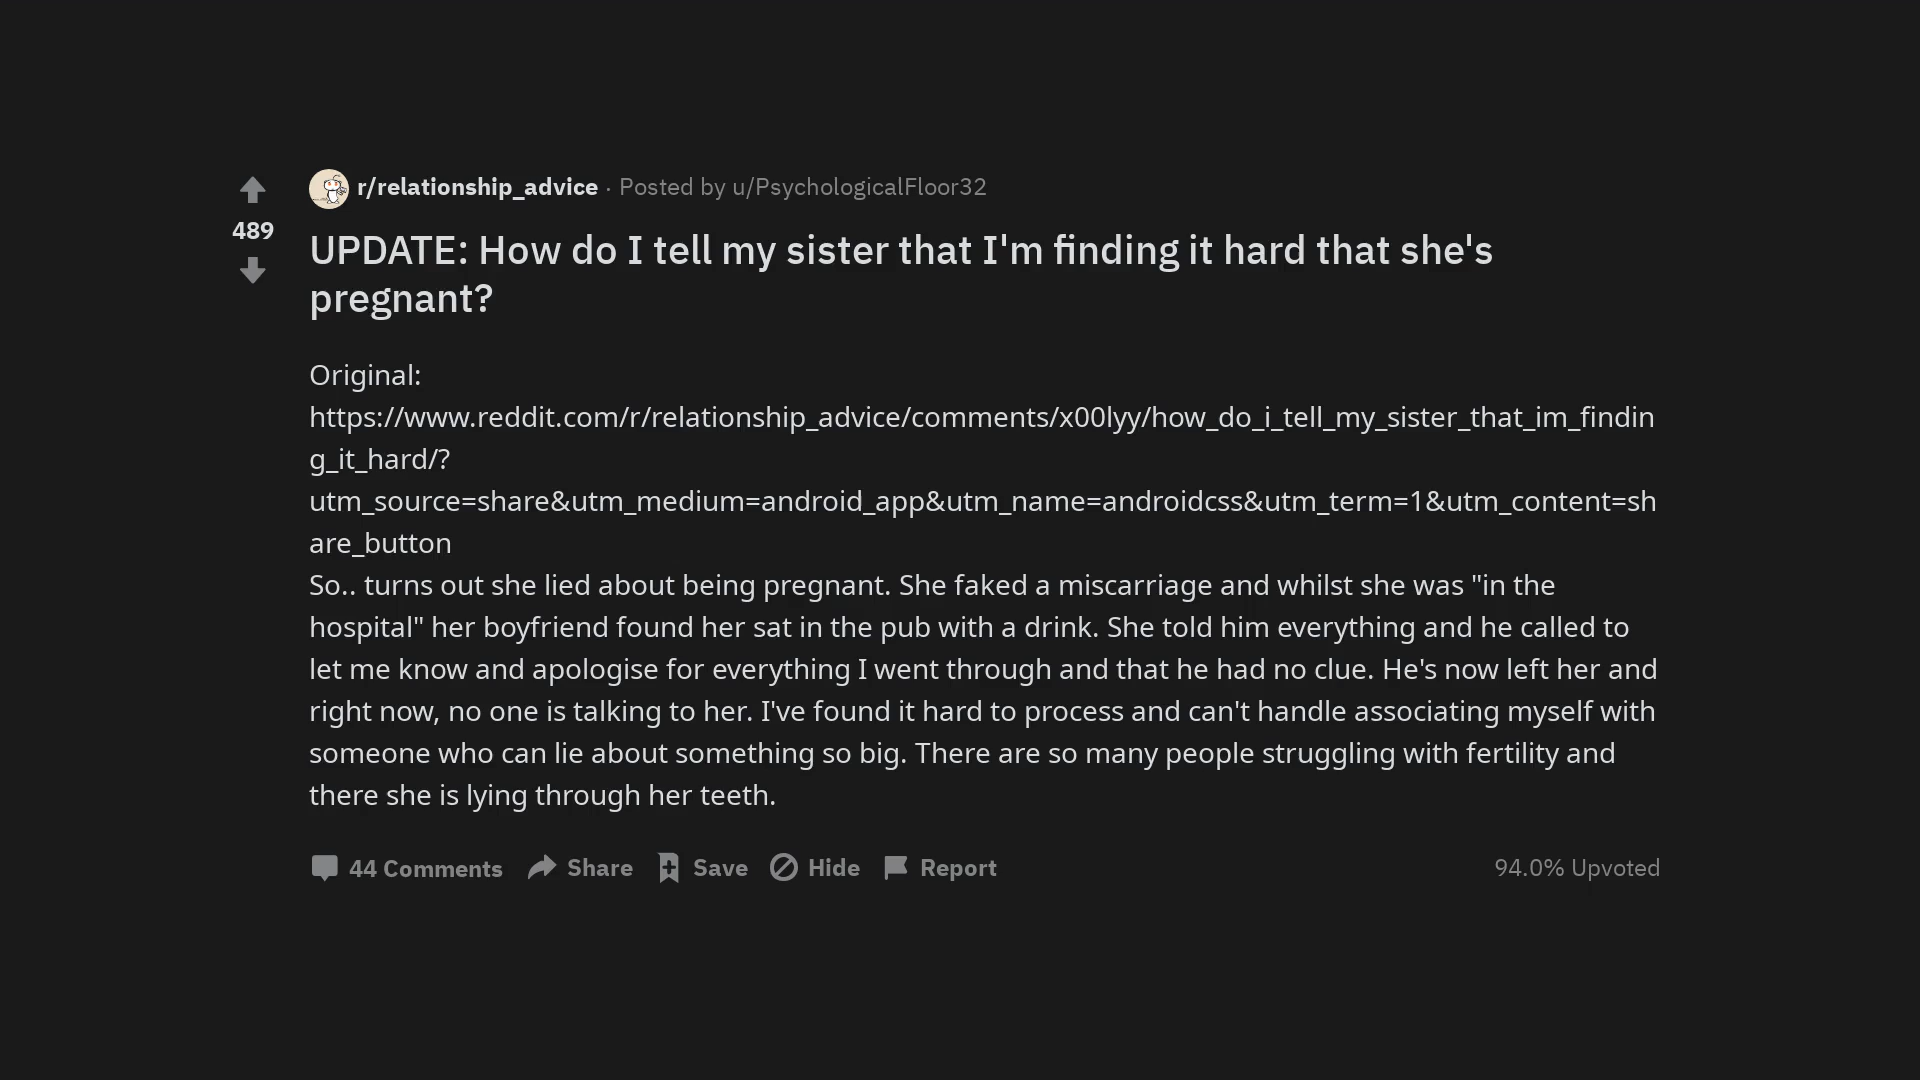 r/relationship_advice · Posted by u/PsychologicalFloor32
489
UPDATE: How do I tell my sister that I'm finding it hard that she's
pregnant?
Original:
https://www.reddit.com/r/relationship_advice/comments/x00lyy/how_do_i_tell_my_sister_that_im_findin
g_it_hard/?
utm_source=share&utm_medium=android_app&utm_name=androidcss&utm_term=1&utm_content=sh
are_button
So.. turns out she lied about being pregnant. She faked a miscarriage and whilst she was "in the
hospital" her boyfriend found her sat in the pub with a drink. She told him everything and he called to
let me know and apologise for everything I went through and that he had no clue. He's now left her and
right now, no one is talking to her. I've found it hard to process and can't handle associating myself with
someone who can lie about something so big. There are so many people struggling with fertility and
there she is lying through her teeth.
44 Comments Share Save Hide Report 94.0% Upvoted